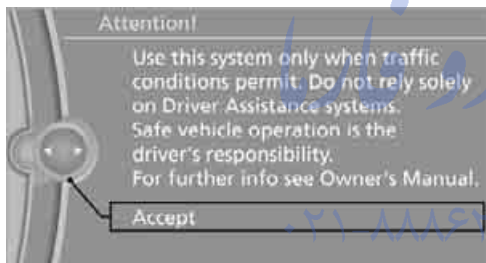 Attention!
Use this system only when traffic
conditions permit. Do not rely solely
on Driver Assistance systems.
Safe vehicle operation is the
driver's responsibility.
For further info see Owner's Manual.
Accept